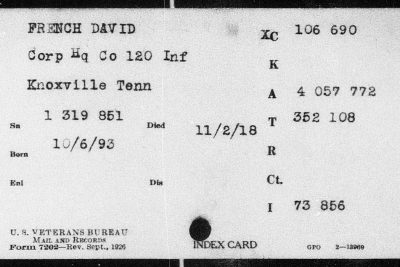 FRENCH DAVID
XC 106 690
Corp Hq Co 120 Inf
K
Knoxville Tenn
A 4 057 772
Sn 1 319 851 Died 11/2/18
T 352 108
Born 10/6/93
R
Enl Dis
Ct.
I 73 856
U. S. VETERANS BUREAU
MAIL AND RECORDS
Form 7202—Rev. Sept., 1926
INDEX CARD
GPO 2—13969